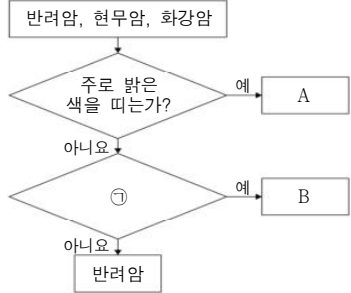 반려암, 현무암, 화강암
주로 밝은
색을 띠는가?
예
A
아니요
㉠
예
B
아니요
반려암